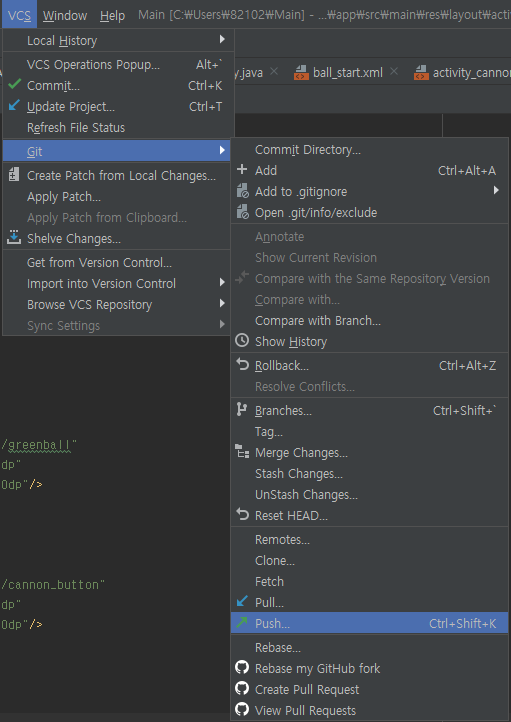 VCS Window Help Main [C:₩Users₩82102₩Main] - ...₩app₩src₩main₩res₩layout₩acti
Local History
VCS Operations Popup... Alt+`
y.java ball_start.xml activity_canno
Commit... Ctrl+K
Update Project... Ctrl+T
Refresh File Status
Git
Create Patch from Local Changes...
Apply Patch...
Apply Patch from Clipboard...
Shelve Changes...
Get from Version Control...
Import into Version Control
Browse VCS Repository
Sync Settings
Commit Directory...
Add Ctrl+Alt+A
Add to .gitignore
Open .git/info/exclude
Annotate
Show Current Revision
Compare with the Same Repository Version
Compare with...
Compare with Branch...
Show History
Rollback... Ctrl+Alt+Z
Resolve Conflicts...
Branches... Ctrl+Shift+`
Tag...
Merge Changes...
Stash Changes...
UnStash Changes...
Reset HEAD...
Remotes...
Clone...
Fetch
Pull...
Push... Ctrl+Shift+K
Rebase...
Rebase my GitHub fork
Create Pull Request
View Pull Requests
/greenball"
dp"
0dp"/>
/cannon_button"
dp"
0dp"/>